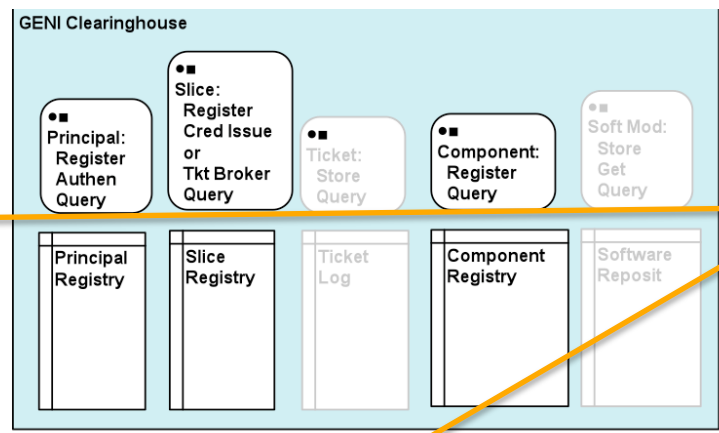 GENI Clearinghouse
Principal:
Register
Authen
Query
Slice:
Register
Cred Issue
or
Tkt Broker
Query
Ticket:
Store
Query
Component:
Register
Query
Soft Mod:
Store
Get
Query
Principal
Registry
Slice
Registry
Ticket
Log
Component
Registry
Software
Reposit